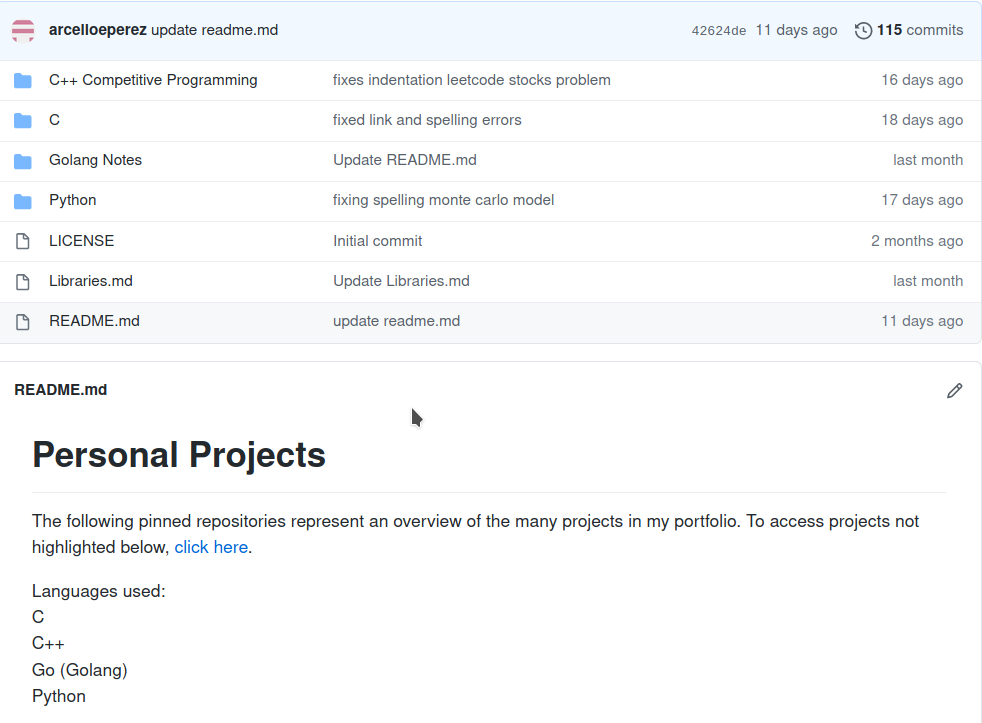 arcelloeperez update readme.md 42624de 11 days ago 115 commits
C++ Competitive Programming fixes indentation leetcode stocks problem 16 days ago
C fixed link and spelling errors 18 days ago
Golang Notes Update README.md last month
Python fixing spelling monte carlo model 17 days ago
LICENSE Initial commit 2 months ago
Libraries.md Update Libraries.md last month
README.md update readme.md 11 days ago
README.md
Personal Projects
The following pinned repositories represent an overview of the many projects in my portfolio. To access projects not
highlighted below, click here.
Languages used:
C
C++
Go (Golang)
Python